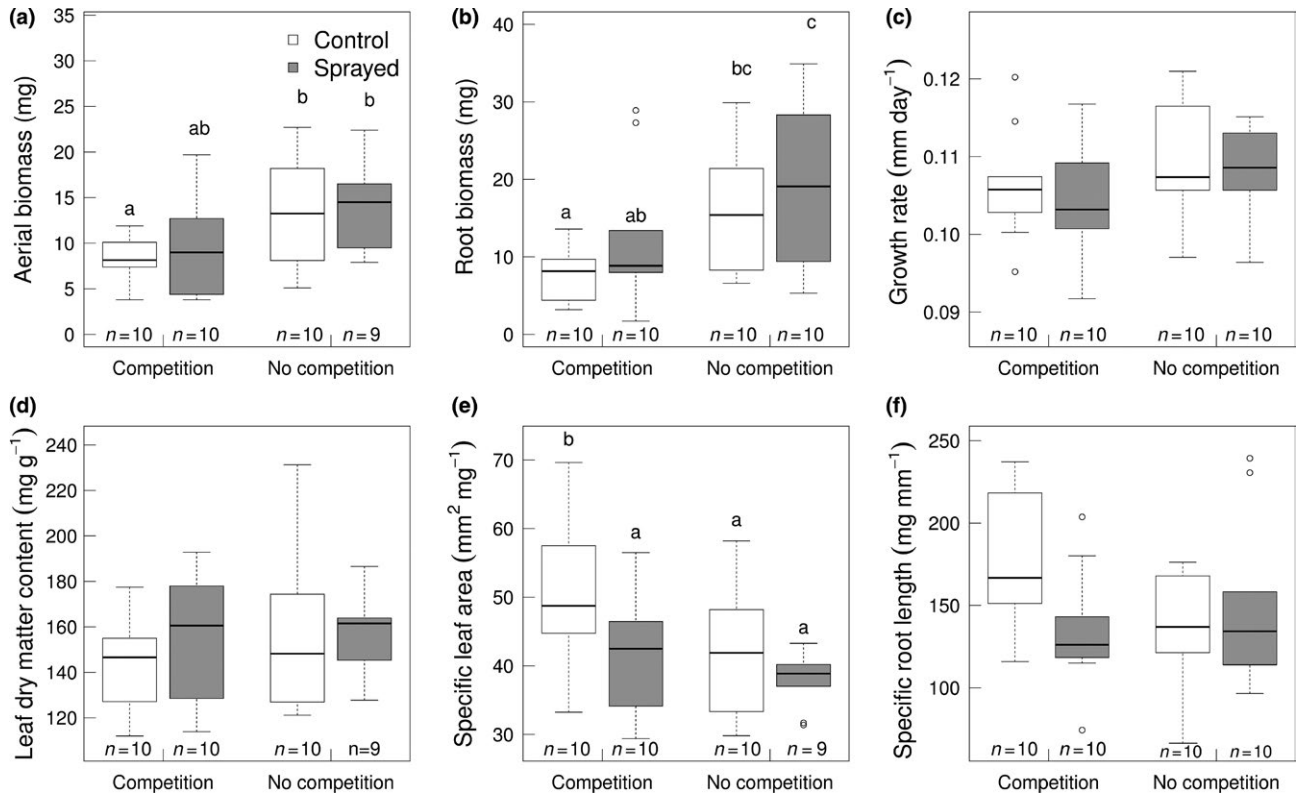 (a)
Aerial biomass (mg)
35
30
25
20
15
10
5
0
Control
Sprayed
a
ab
b
b
n=10 n=10 n=10 n=9
Competition No competition
(b)
Root biomass (mg)
40
30
20
10
0
a
ab
bc
c
n=10 n=10 n=10 n=10
Competition No competition
(c)
Growth rate (mm day⁻¹)
0.12
0.11
0.10
0.09
n=10 n=10 n=10 n=10
Competition No competition
(d)
Leaf dry matter content (mg g⁻¹)
240
220
200
180
160
140
120
n=10 n=10 n=10 n=9
Competition No competition
(e)
Specific leaf area (mm² mg⁻¹)
70
60
50
40
30
b
a
a
a
n=10 n=10 n=10 n=9
Competition No competition
(f)
Specific root length (mg mm⁻¹)
250
200
150
100
n=10 n=10 n=10 n=10
Competition No competition